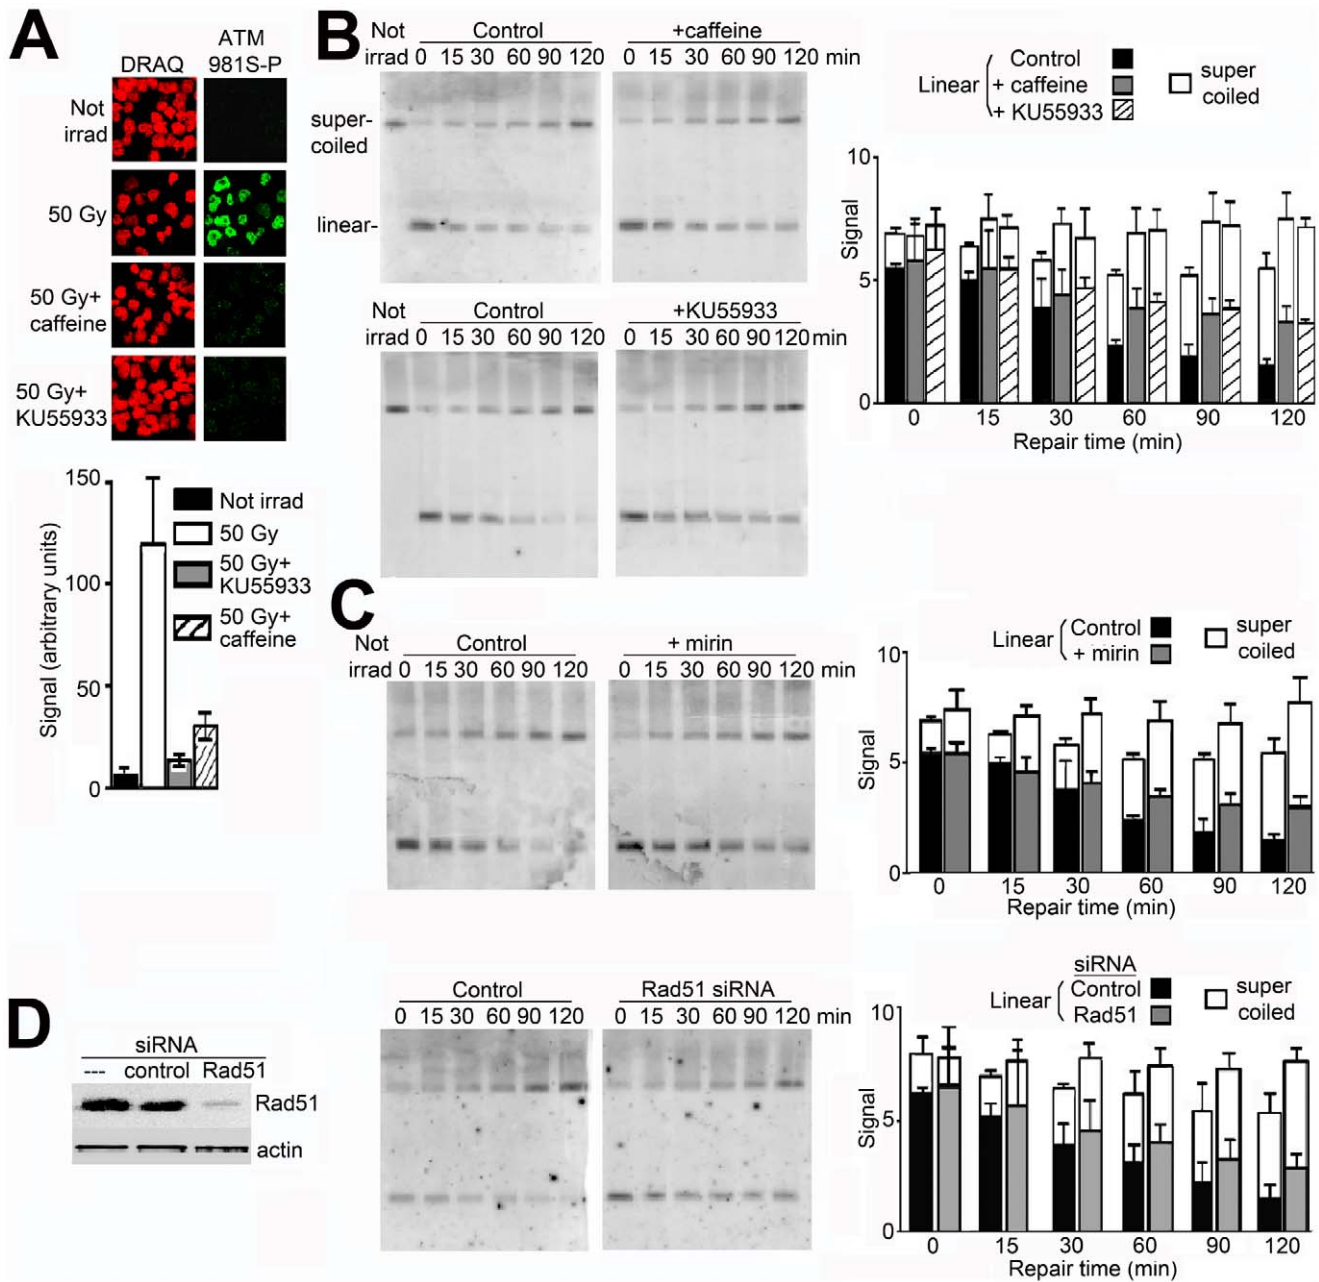 A
DRAQ
ATM
981S-P
Not
irrad
50 Gy
50 Gy+
caffeine
50 Gy+
KU55933
Signal (arbitrary units)
150
100
50
0
Not irrad
50 Gy
50 Gy+
KU55933
50 Gy+
caffeine
B
Not
irrad
Control
0 15 30 60 90 120
+caffeine
0 15 30 60 90 120 min
super-
coiled
linear-
Not
irrad
Control
0 15 30 60 90 120
+KU55933
0 15 30 60 90 120 min
Linear
Control
+ caffeine
+ KU55933
super
coiled
Signal
10
5
0
0 15 30 60 90 120
Repair time (min)
C
Not
irrad
Control
0 15 30 60 90 120
+ mirin
0 15 30 60 90 120 min
Linear
Control
+ mirin
super
coiled
Signal
10
5
0
0 15 30 60 90 120
Repair time (min)
D
siRNA
--- control Rad51
Rad51
actin
Control
0 15 30 60 90 120
Rad51 siRNA
0 15 30 60 90 120 min
siRNA
Linear
Control
Rad51
super
coiled
Signal
10
5
0
0 15 30 60 90 120
Repair time (min)